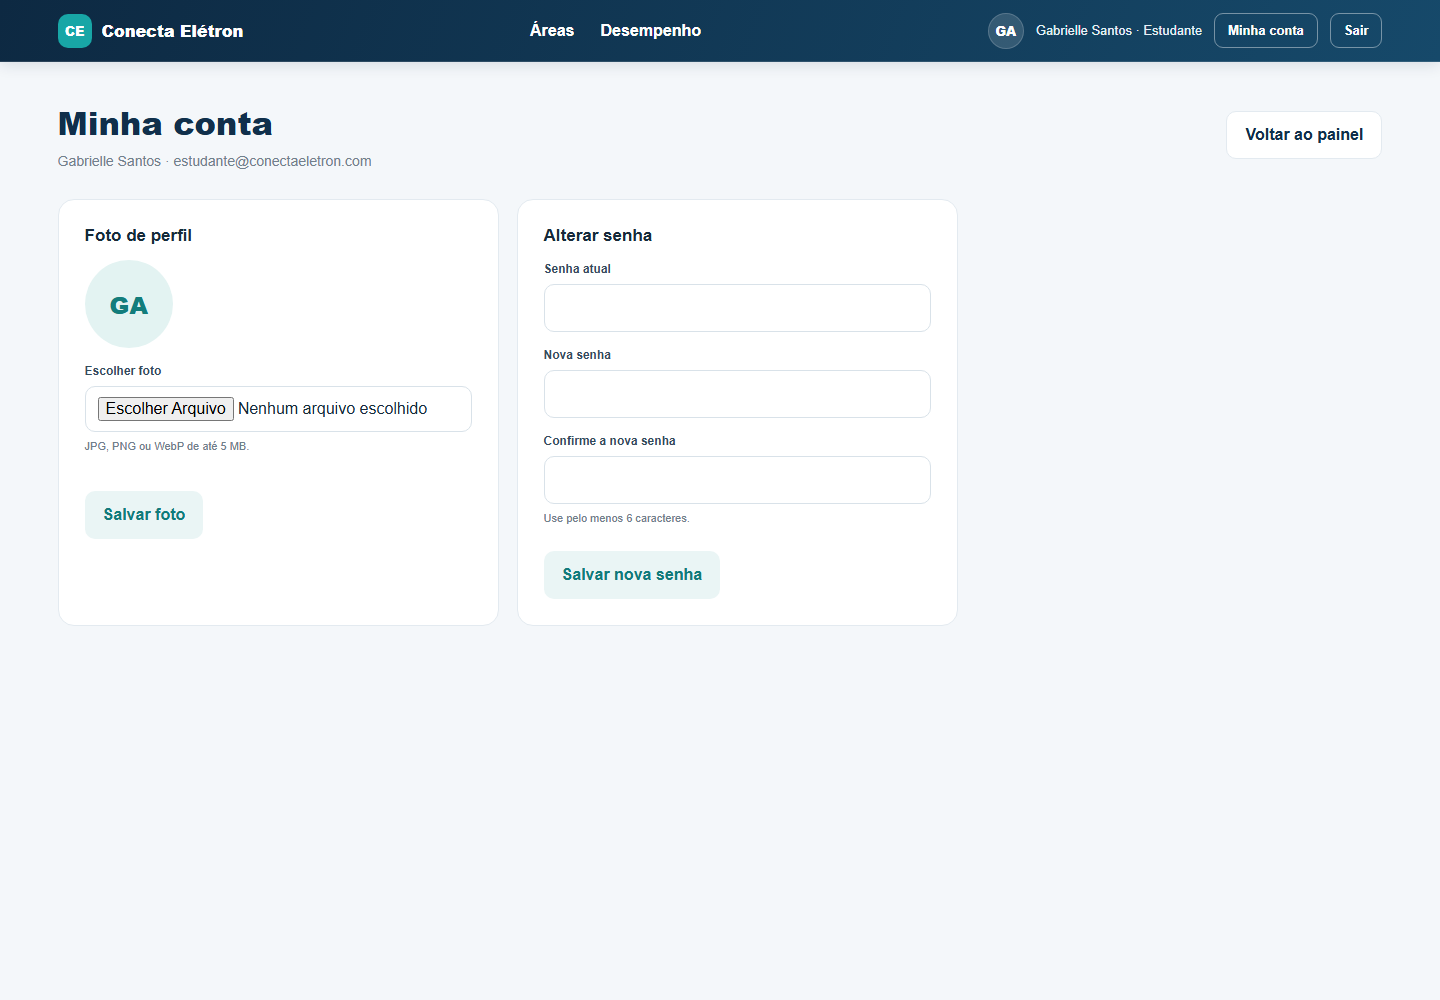 CE Conecta Elétron Áreas Desempenho GA Gabrielle Santos · Estudante Minha conta Sair
Minha conta
Voltar ao painel
Gabrielle Santos · estudante@conectaeletron.com
Foto de perfil
GA
Escolher foto
Escolher Arquivo Nenhum arquivo escolhido
JPG, PNG ou WebP de até 5 MB.
Salvar foto
Alterar senha
Senha atual
Nova senha
Confirme a nova senha
Use pelo menos 6 caracteres.
Salvar nova senha